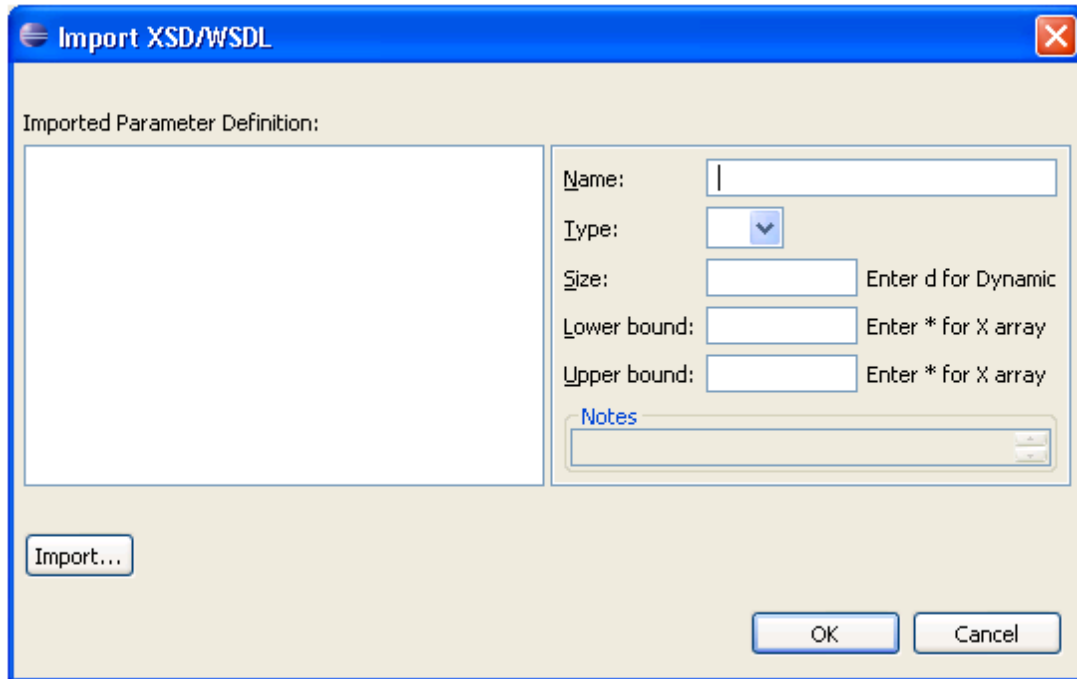 Import XSD/WSDL
Imported Parameter Definition:
Name:
Type:
Size: Enter d for Dynamic
Lower bound: Enter * for X array
Upper bound: Enter * for X array
Notes
Import...
OK Cancel